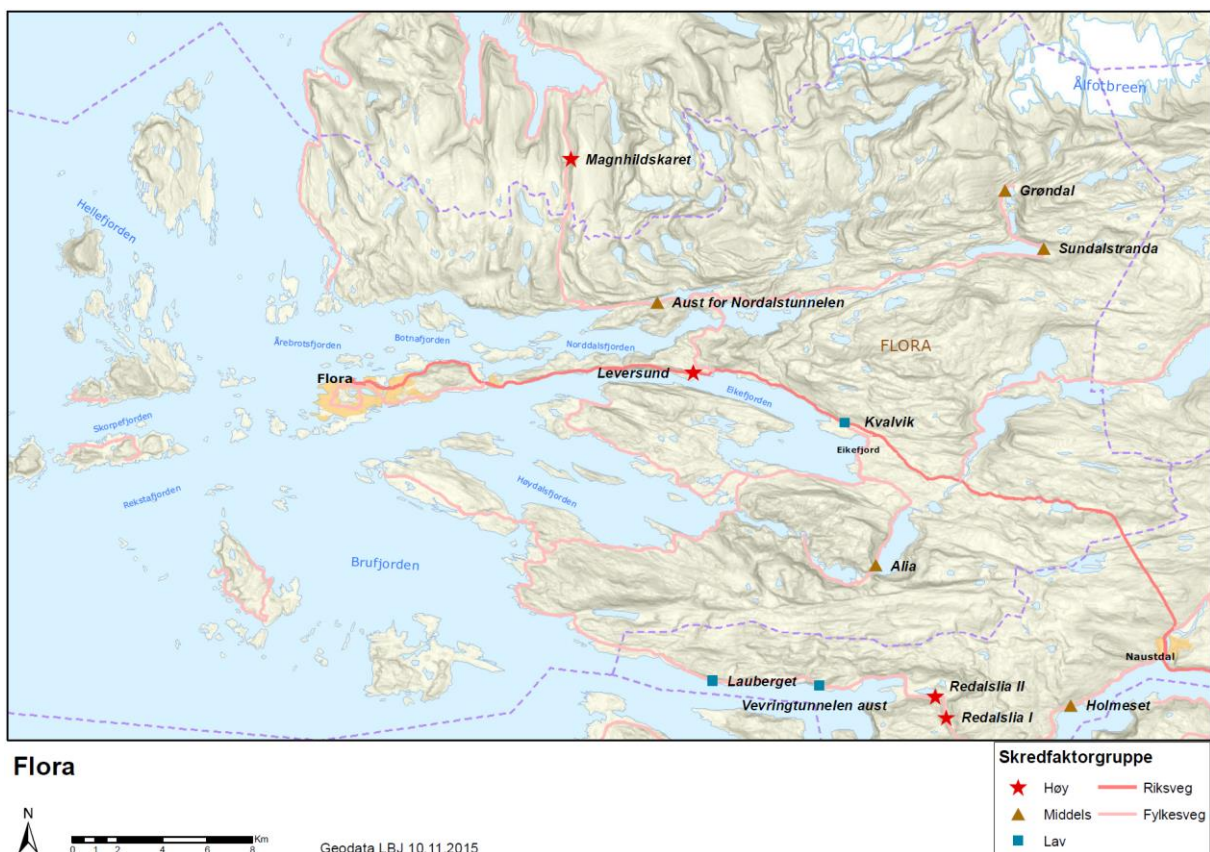 Ålfotbreen
Magnhildskaret
Grøndal
Hellefjorden
Sundalstranda
Aust for Nordalstunnelen
Årebrotsfjorden
Botnafjorden
Norddalsfjorden
FLORA
Flora
Leversund
Eikefjorden
Skorpefjorden
Kvalvik
Eikefjord
Rekstafjorden
Høydalsfjorden
Brufjorden
Alia
Naustdal
Lauberget
Redalslia II
Vevringtunnelen aust
Holmeset
Redalslia I
Flora
N
Km
0 1 2 4 6 8
Geodata LBJ 10.11.2015
Skredfaktorgruppe
Høy Riksveg
Middels Fylkesveg
Lav